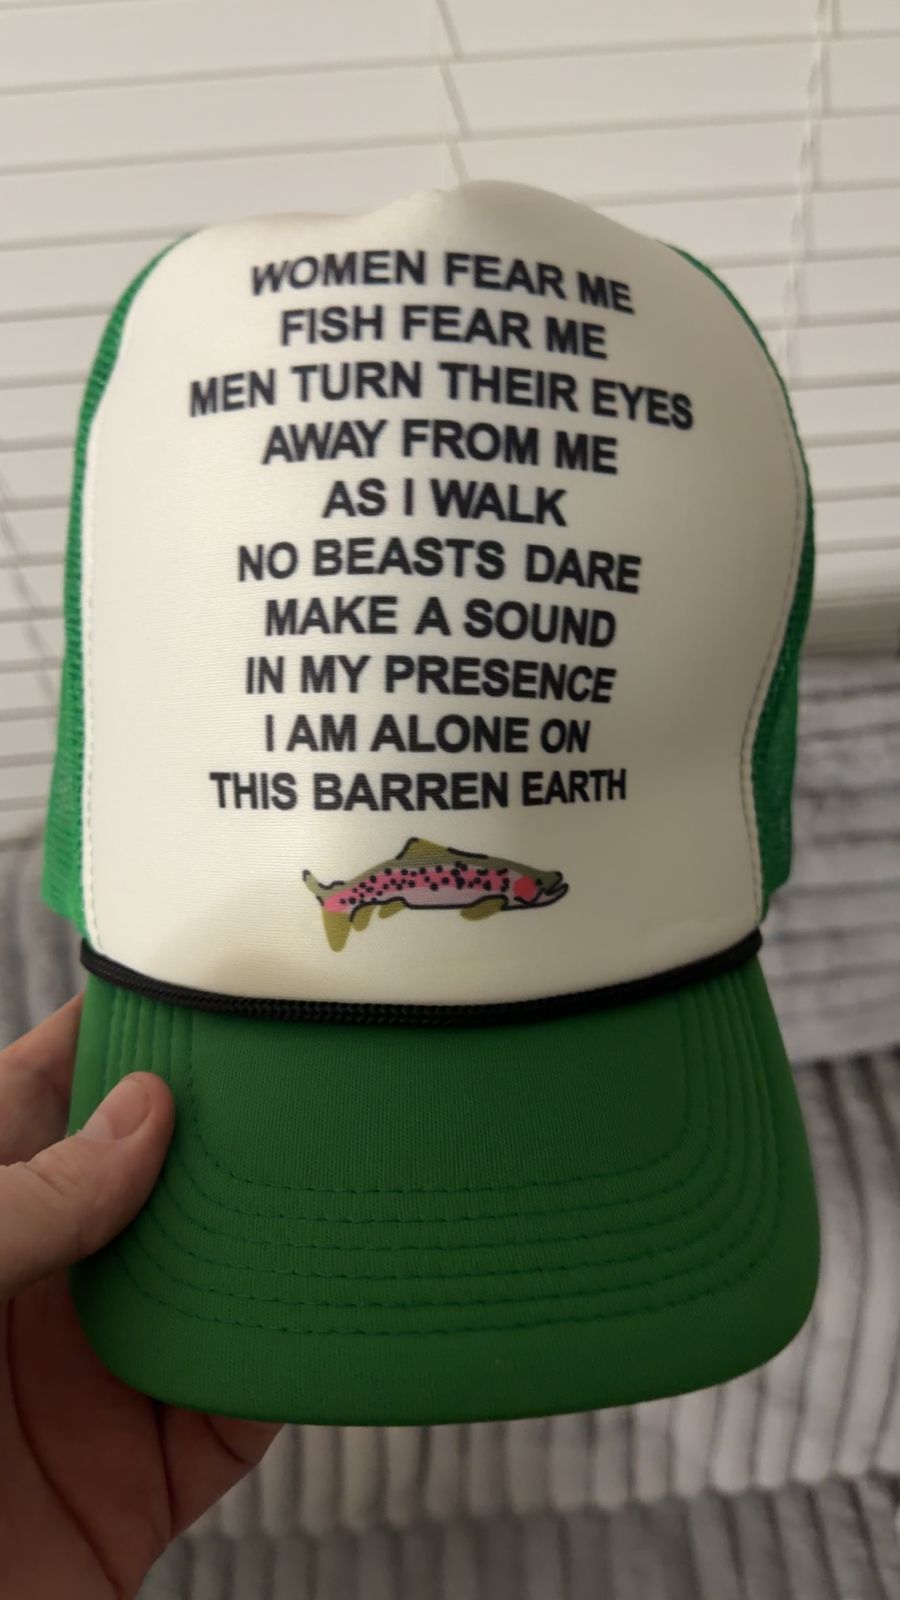 WOMEN FEAR ME
FISH FEAR ME
MEN TURN THEIR EYES
AWAY FROM ME
AS I WALK
NO BEASTS DARE
MAKE A SOUND
IN MY PRESENCE
I AM ALONE ON
THIS BARREN EARTH